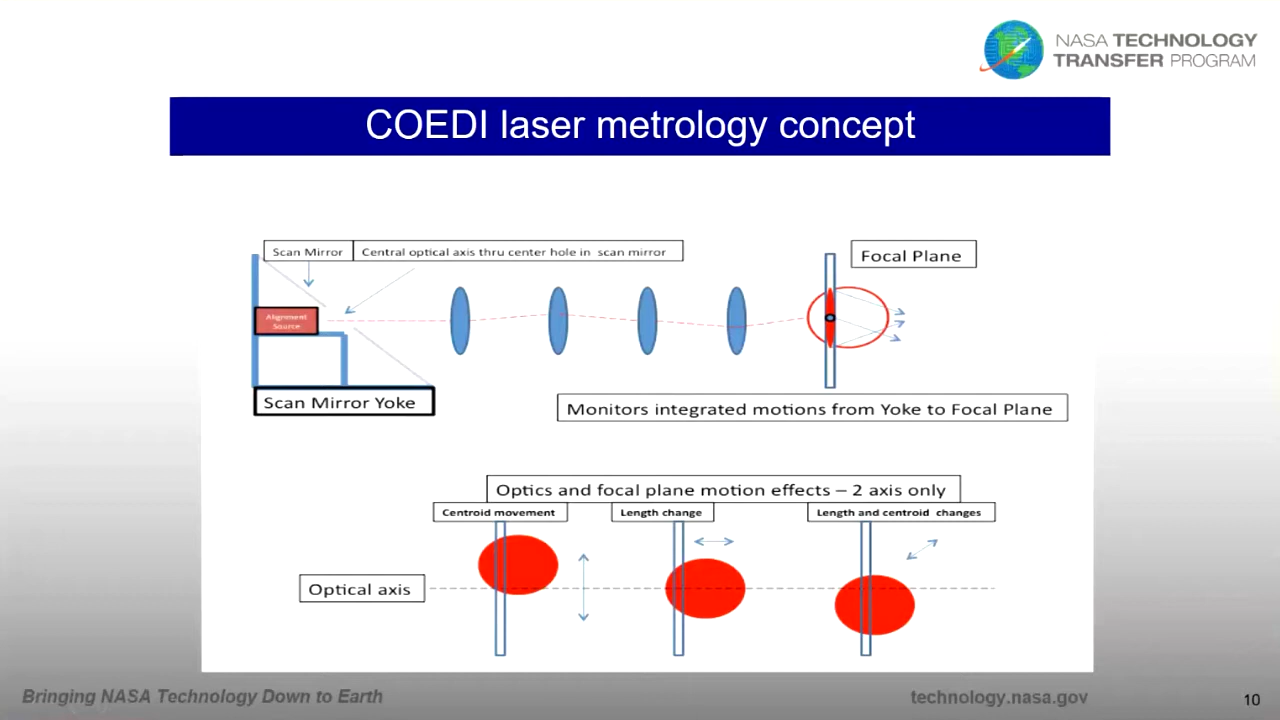 NASA TECHNOLOGY
TRANSFER PROGRAM
COEDI laser metrology concept
Scan Mirror
Central optical axis thru center hole in scan mirror
Focal Plane
Alignment
Source
Scan Mirror Yoke
Monitors integrated motions from Yoke to Focal Plane
Optics and focal plane motion effects – 2 axis only
Centroid movement
Length change
Length and centroid changes
Optical axis
Bringing NASA Technology Down to Earth
technology.nasa.gov
10